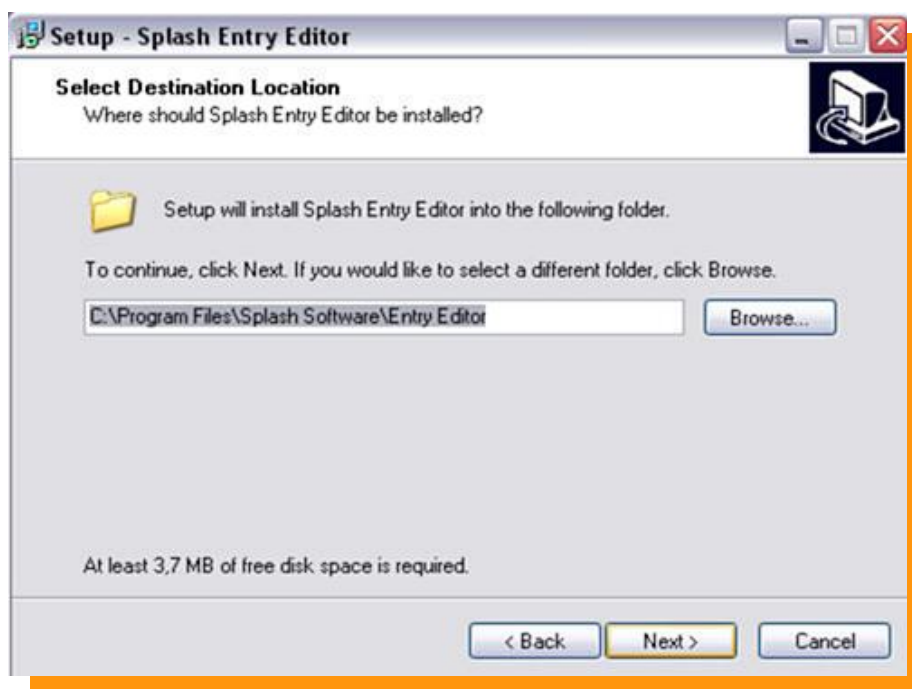 Setup - Splash Entry Editor
Select Destination Location
Where should Splash Entry Editor be installed?
Setup will install Splash Entry Editor into the following folder.
To continue, click Next. If you would like to select a different folder, click Browse.
C:\Program Files\Splash Software\Entry Editor
Browse...
At least 3,7 MB of free disk space is required.
< Back
Next >
Cancel